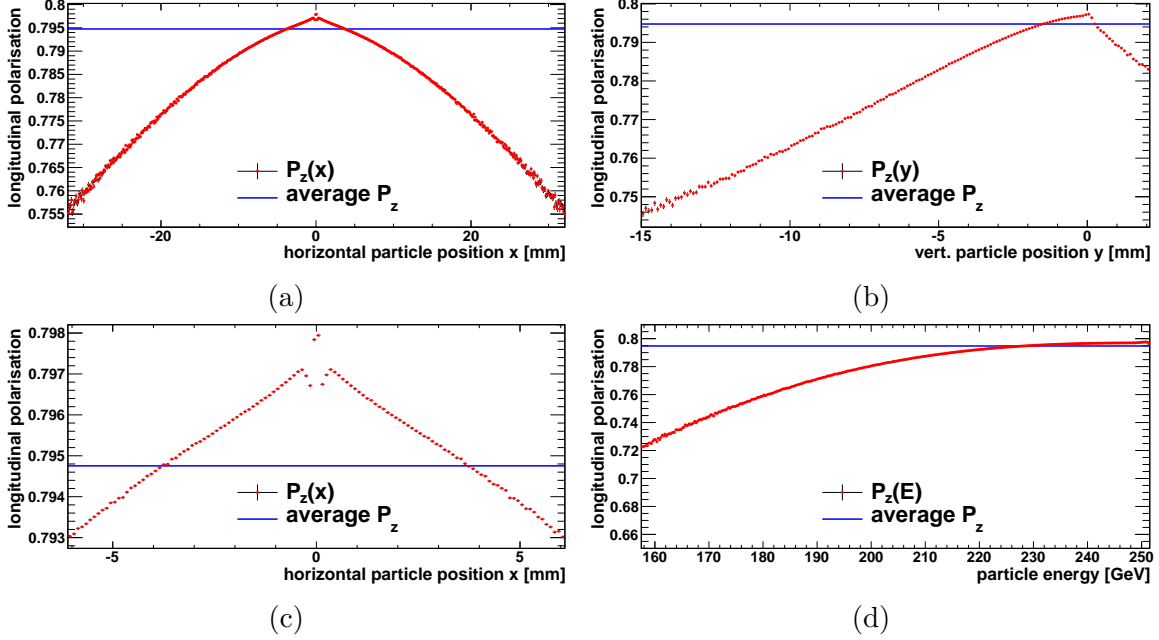 longitudinal polarisation
0.8
0.795
0.79
0.785
0.78
0.775
0.77
0.765
0.76
0.755
P_z(x)
average P_z
-20 0 20
horizontal particle position x [mm]
(a)
longitudinal polarisation
0.8
0.79
0.78
0.77
0.76
0.75
P_z(y)
average P_z
-15 -10 -5 0
vert. particle position y [mm]
(b)
longitudinal polarisation
0.798
0.797
0.796
0.795
0.794
0.793
P_z(x)
average P_z
-5 0 5
horizontal particle position x [mm]
(c)
longitudinal polarisation
0.8
0.78
0.76
0.74
0.72
0.7
0.68
0.66
P_z(E)
average P_z
160 170 180 190 200 210 220 230 240 250
particle energy [GeV]
(d)